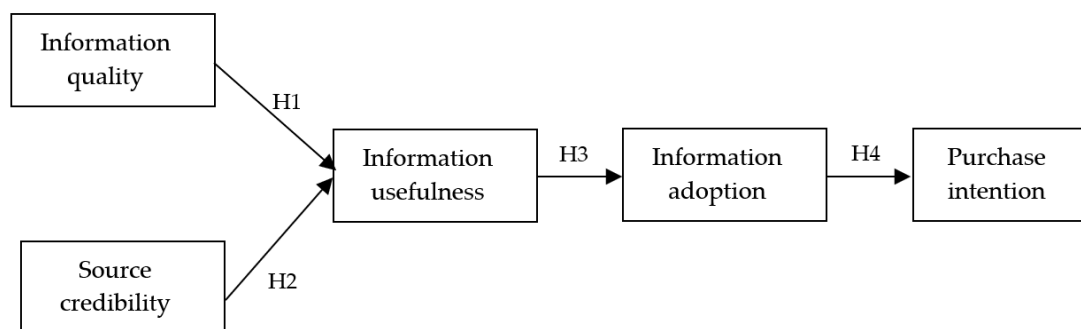 Information
quality
H1
Information
usefulness
H3
Information
adoption
H4
Purchase
intention
Source
credibility
H2